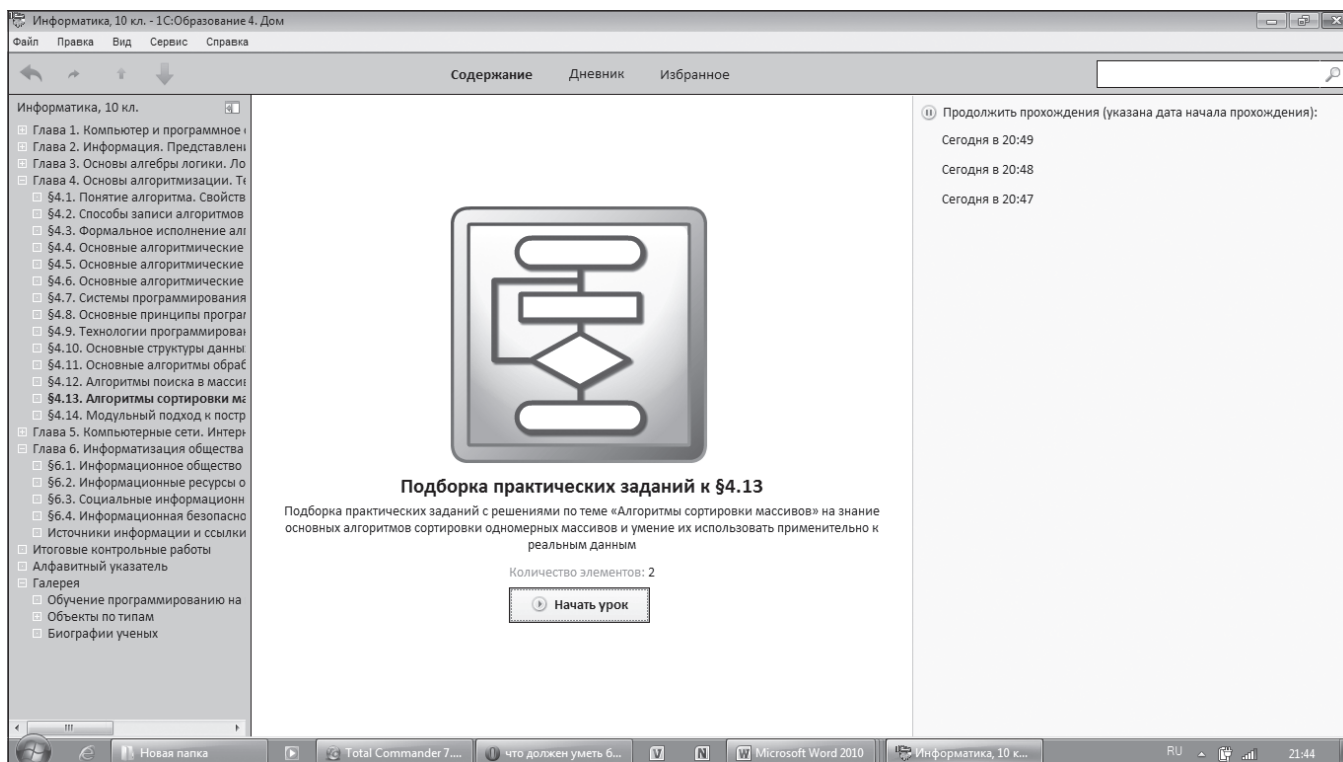 Информатика, 10 кл. - 1С:Образование 4. Дом
Файл Правка Вид Сервис Справка
Содержание Дневник Избранное
Информатика, 10 кл.
Глава 1. Компьютер и программное
Глава 2. Информация. Представлени
Глава 3. Основы алгебры логики. Ло
Глава 4. Основы алгоритмизации. Те
§4.1. Понятие алгоритма. Свойств
§4.2. Способы записи алгоритмов
§4.3. Формальное исполнение алг
§4.4. Основные алгоритмические
§4.5. Основные алгоритмические
§4.6. Основные алгоритмические
§4.7. Системы программирования
§4.8. Основные принципы програм
§4.9. Технологии программирован
§4.10. Основные структуры данны
§4.11. Основные алгоритмы обраб
§4.12. Алгоритмы поиска в массив
§4.13. Алгоритмы сортировки ма
§4.14. Модульный подход к постр
Глава 5. Компьютерные сети. Интерн
Глава 6. Информатизация общества
§6.1. Информационное общество
§6.2. Информационные ресурсы о
§6.3. Социальные информационн
§6.4. Информационная безопасно
Источники информации и ссылки
Итоговые контрольные работы
Алфавитный указатель
Галерея
Обучение программированию на
Объекты по типам
Биографии ученых
Подборка практических заданий к §4.13
Подборка практических заданий с решениями по теме «Алгоритмы сортировки массивов» на знание
основных алгоритмов сортировки одномерных массивов и умение их использовать применительно к
реальным данным
Количество элементов: 2
Начать урок
Продолжить прохождения (указана дата начала прохождения):
Сегодня в 20:49
Сегодня в 20:48
Сегодня в 20:47
Новая папка Total Commander 7.... что должен уметь б... Microsoft Word 2010 Информатика, 10 к... RU 21:44